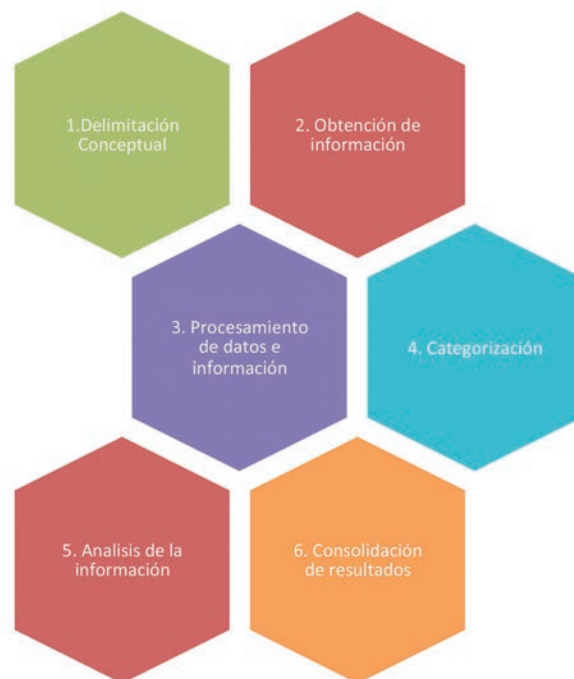 1.Delimitación
Conceptual
2. Obtención de
información
3. Procesamiento
de datos e
información
4. Categorización
5. Analisis de la
información
6. Consolidación
de resultados